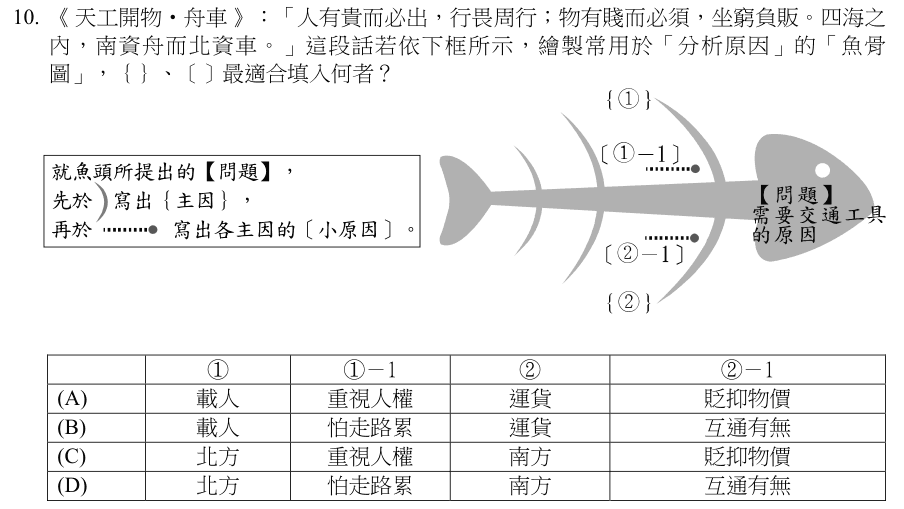 10.《天工開物‧舟車》：「人有貴而必出，行畏周行；物有賤而必須，坐窮負販。四海之
內，南資舟而北資車。」這段話若依下框所示，繪製常用於「分析原因」的「魚骨
圖」，｛｝、〔〕最適合填入何者？
｛①｝
〔①－1〕
就魚頭所提出的【問題】，
先於 寫出｛主因｝，
再於 寫出各主因的〔小原因〕。
【問題】
需要交通工具
的原因
〔②－1〕
｛②｝
① ①－1 ② ②－1
(A) 載人 重視人權 運貨 貶抑物價
(B) 載人 怕走路累 運貨 互通有無
(C) 北方 重視人權 南方 貶抑物價
(D) 北方 怕走路累 南方 互通有無